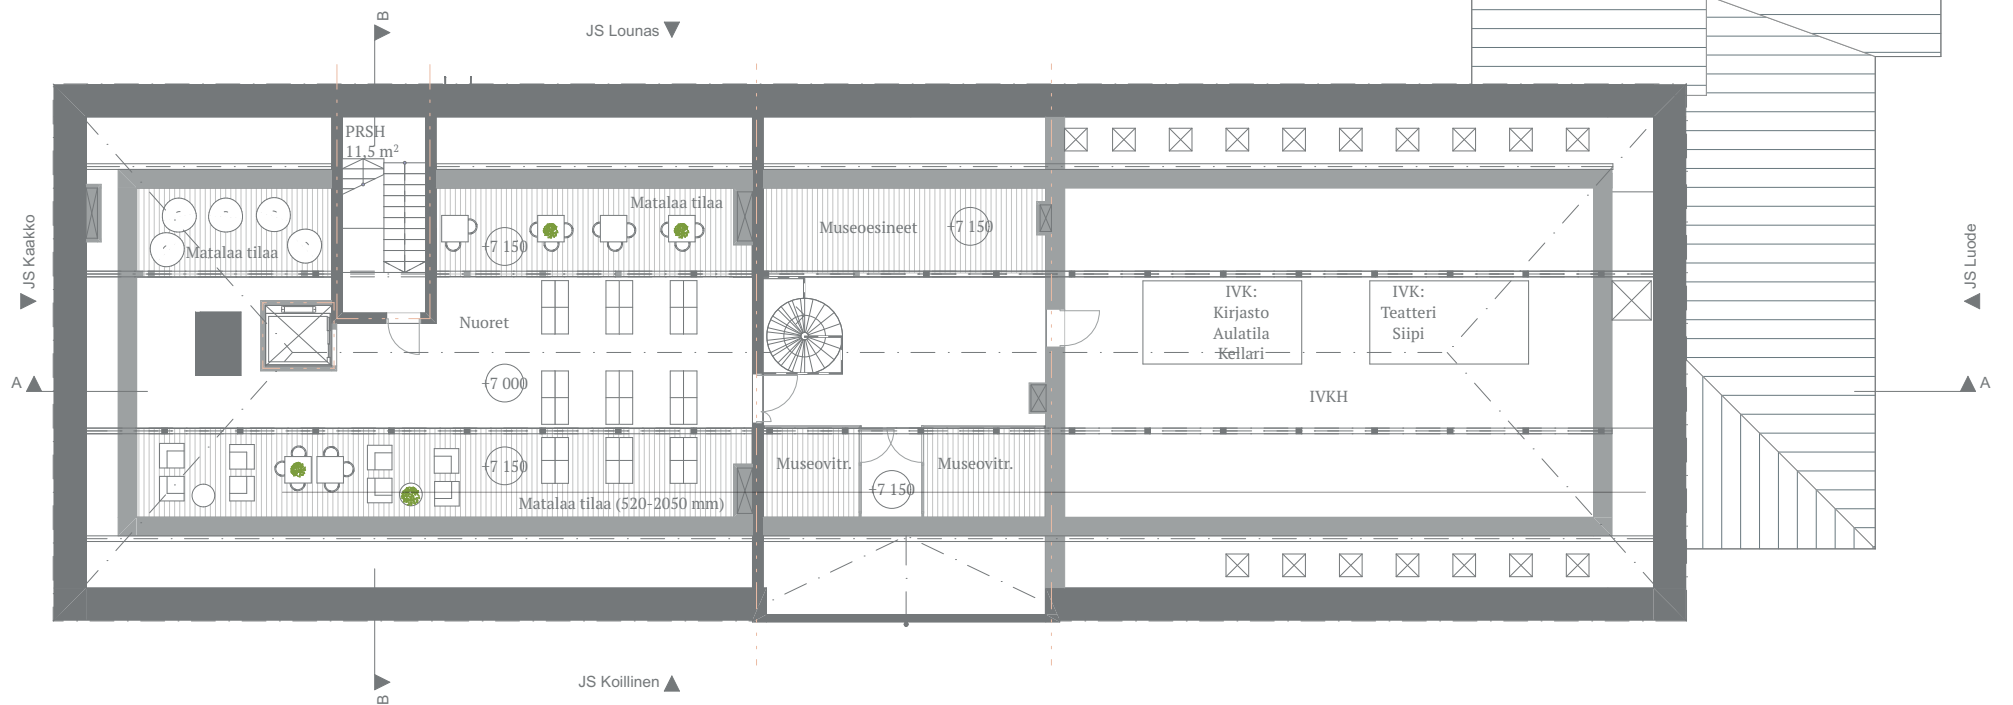 B
JS Lounas
PRSH
11,5 m²
Matalaa tilaa
Matalaa tilaa
+7 150
Museoesineet
+7 150
JS Kaakko
JS Luode
Nuoret
IVK:
Kirjasto
Aulatila
Kellari
IVK:
Teatteri
Siipi
A
+7 000
IVKH
A
+7 150
Matalaa tilaa (520-2050 mm)
Museovitr.
Museovitr.
+7 150
JS Koillinen
B